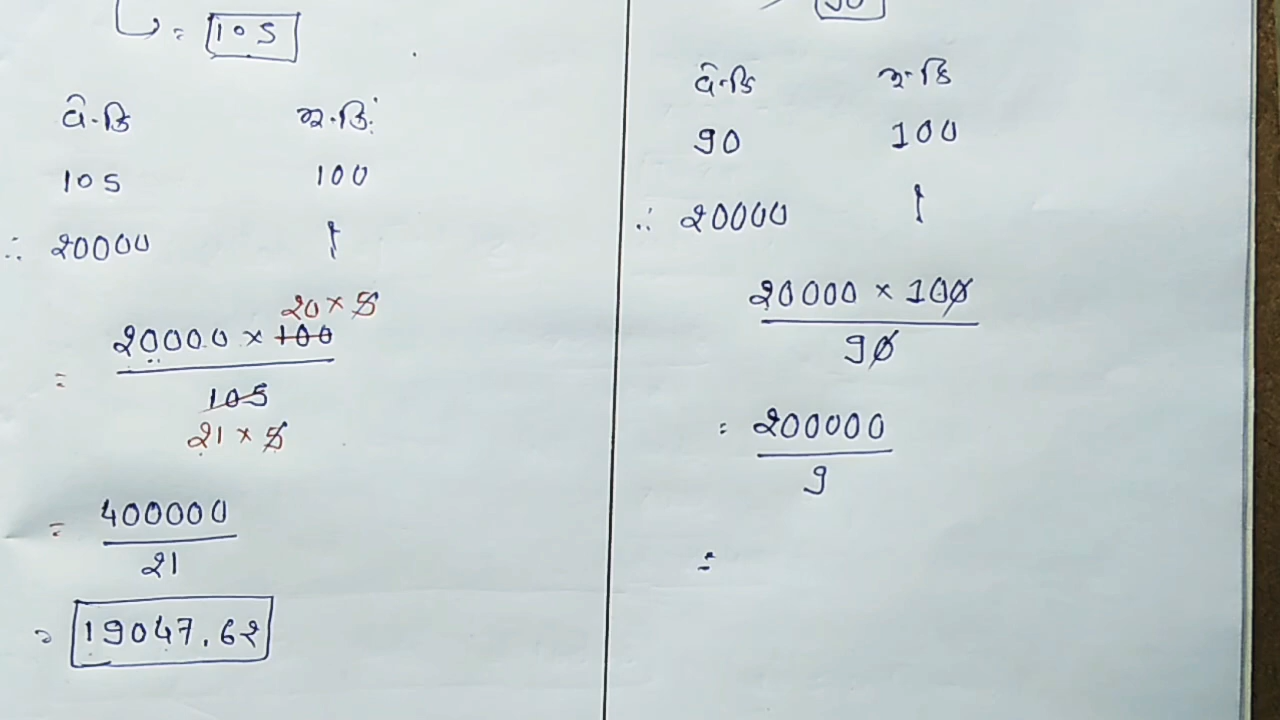 = 105
વે.કિ મૂ.કિ.
105 100
∴ 20000 ?
20 × 5
20000 × 100
105
21 × 5
=
= 400000
21
= 19047.62
90
વે.કિ મૂ.કિ
90 100
∴ 20000 ?
20000 × 100
90
= 200000
9
=